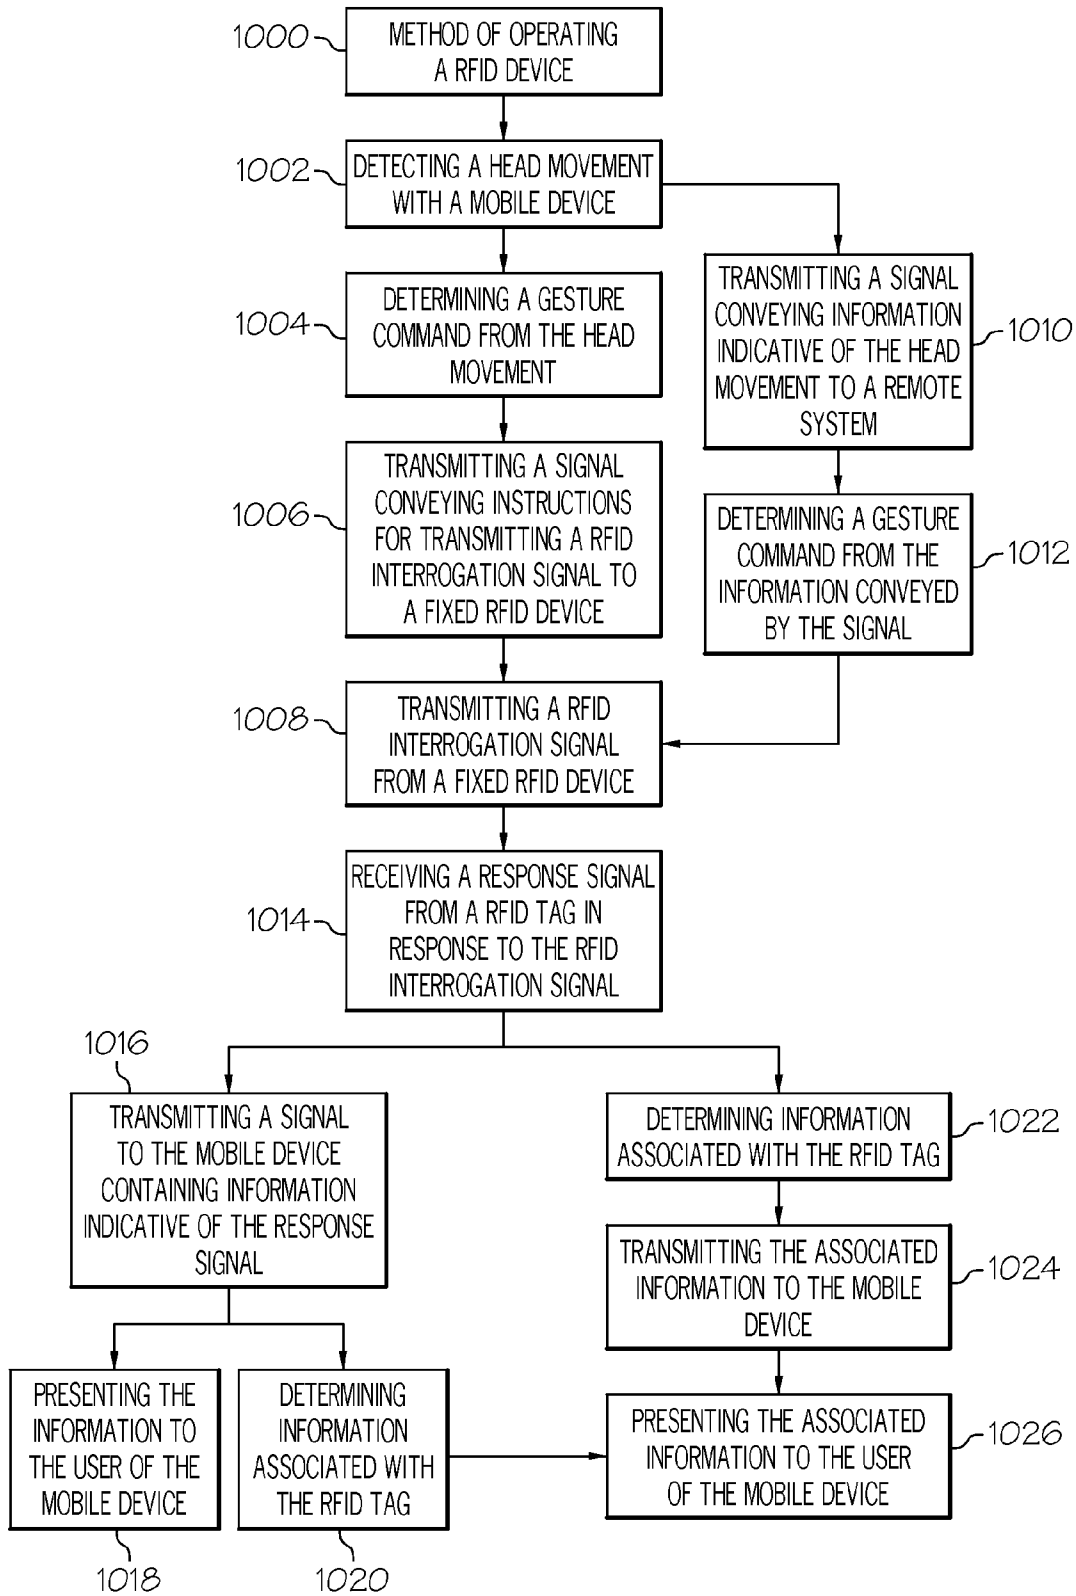 1000
METHOD OF OPERATING
A RFID DEVICE
1002
DETECTING A HEAD MOVEMENT
WITH A MOBILE DEVICE
1004
DETERMINING A GESTURE
COMMAND FROM THE HEAD
MOVEMENT
TRANSMITTING A SIGNAL
CONVEYING INFORMATION
INDICATIVE OF THE HEAD
MOVEMENT TO A REMOTE
SYSTEM
1010
1006
TRANSMITTING A SIGNAL
CONVEYING INSTRUCTIONS
FOR TRANSMITTING A RFID
INTERROGATION SIGNAL TO
A FIXED RFID DEVICE
DETERMINING A GESTURE
COMMAND FROM THE
INFORMATION CONVEYED
BY THE SIGNAL
1012
1008
TRANSMITTING A RFID
INTERROGATION SIGNAL
FROM A FIXED RFID DEVICE
1014
RECEIVING A RESPONSE SIGNAL
FROM A RFID TAG IN
RESPONSE TO THE RFID
INTERROGATION SIGNAL
1016
TRANSMITTING A SIGNAL
TO THE MOBILE DEVICE
CONTAINING INFORMATION
INDICATIVE OF THE RESPONSE
SIGNAL
DETERMINING INFORMATION
ASSOCIATED WITH THE RFID TAG
1022
TRANSMITTING THE ASSOCIATED
INFORMATION TO THE MOBILE
DEVICE
1024
PRESENTING THE
INFORMATION TO
THE USER OF THE
MOBILE DEVICE
1018
DETERMINING
INFORMATION
ASSOCIATED WITH
THE RFID TAG
1020
PRESENTING THE ASSOCIATED
INFORMATION TO THE USER
OF THE MOBILE DEVICE
1026